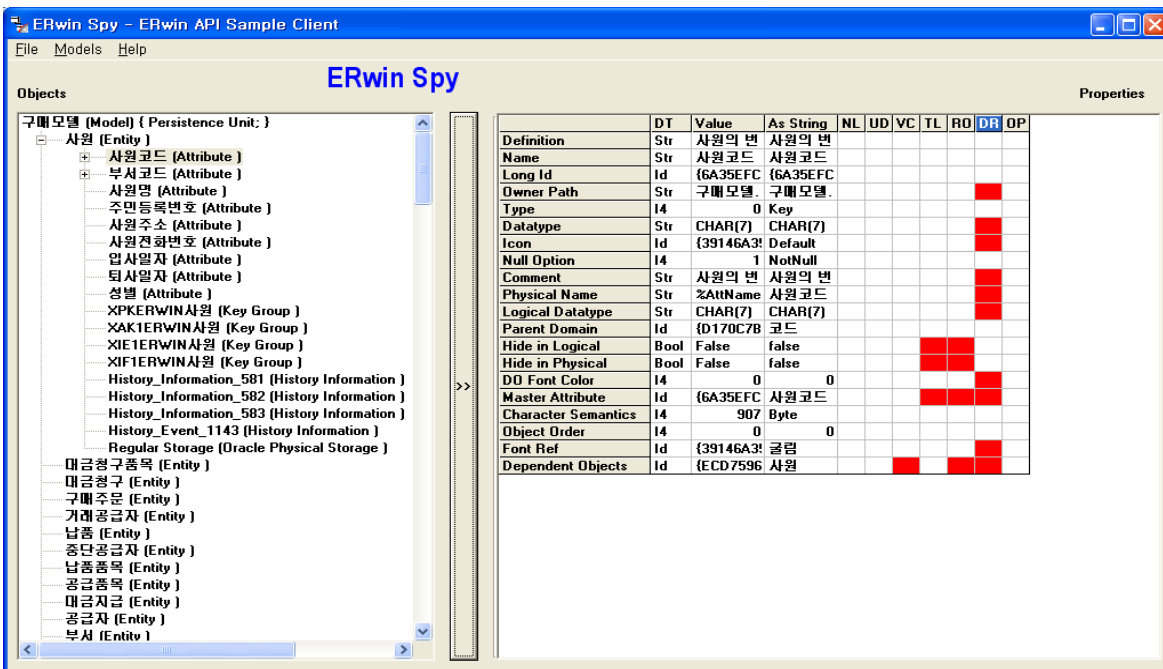 ERwin Spy - ERwin API Sample Client
File Models Help
ERwin Spy
Objects
Properties
구매모델 (Model) { Persistence Unit; }
사원 (Entity )
사원코드 (Attribute )
부서코드 (Attribute )
사원명 (Attribute )
주민등록번호 (Attribute )
사원주소 (Attribute )
사원전화번호 (Attribute )
입사일자 (Attribute )
퇴사일자 (Attribute )
성별 (Attribute )
XPKERWIN사원 (Key Group )
XAK1ERWIN사원 (Key Group )
XIE1ERWIN사원 (Key Group )
XIF1ERWIN사원 (Key Group )
History_Information_581 (History Information )
History_Information_582 (History Information )
History_Information_583 (History Information )
History_Event_1143 (History Information )
Regular Storage (Oracle Physical Storage )
대금청구품목 (Entity )
대금청구 (Entity )
구매주문 (Entity )
거래공급자 (Entity )
납품 (Entity )
중단공급자 (Entity )
납품품목 (Entity )
공급품목 (Entity )
대금지급 (Entity )
공급자 (Entity )
부서 (Entity )
>>
DT Value As String NL UD VC TL RO DR OP
Definition Str 사원의 번 사원의 번
Name Str 사원코드 사원코드
Long Id Id {6A35EFC {6A35EFC
Owner Path Str 구매모델. 구매모델.
Type I4 0 Key
Datatype Str CHAR(7) CHAR(7)
Icon Id {39146A3! Default
Null Option I4 1 NotNull
Comment Str 사원의 번 사원의 번
Physical Name Str %AttName 사원코드
Logical Datatype Str CHAR(7) CHAR(7)
Parent Domain Id {D170C7B 코드
Hide in Logical Bool False false
Hide in Physical Bool False false
DO Font Color I4 0 0
Master Attribute Id {6A35EFC 사원코드
Character Semantics I4 907 Byte
Object Order I4 0 0
Font Ref Id {39146A3! 굴림
Dependent Objects Id {ECD7596 사원